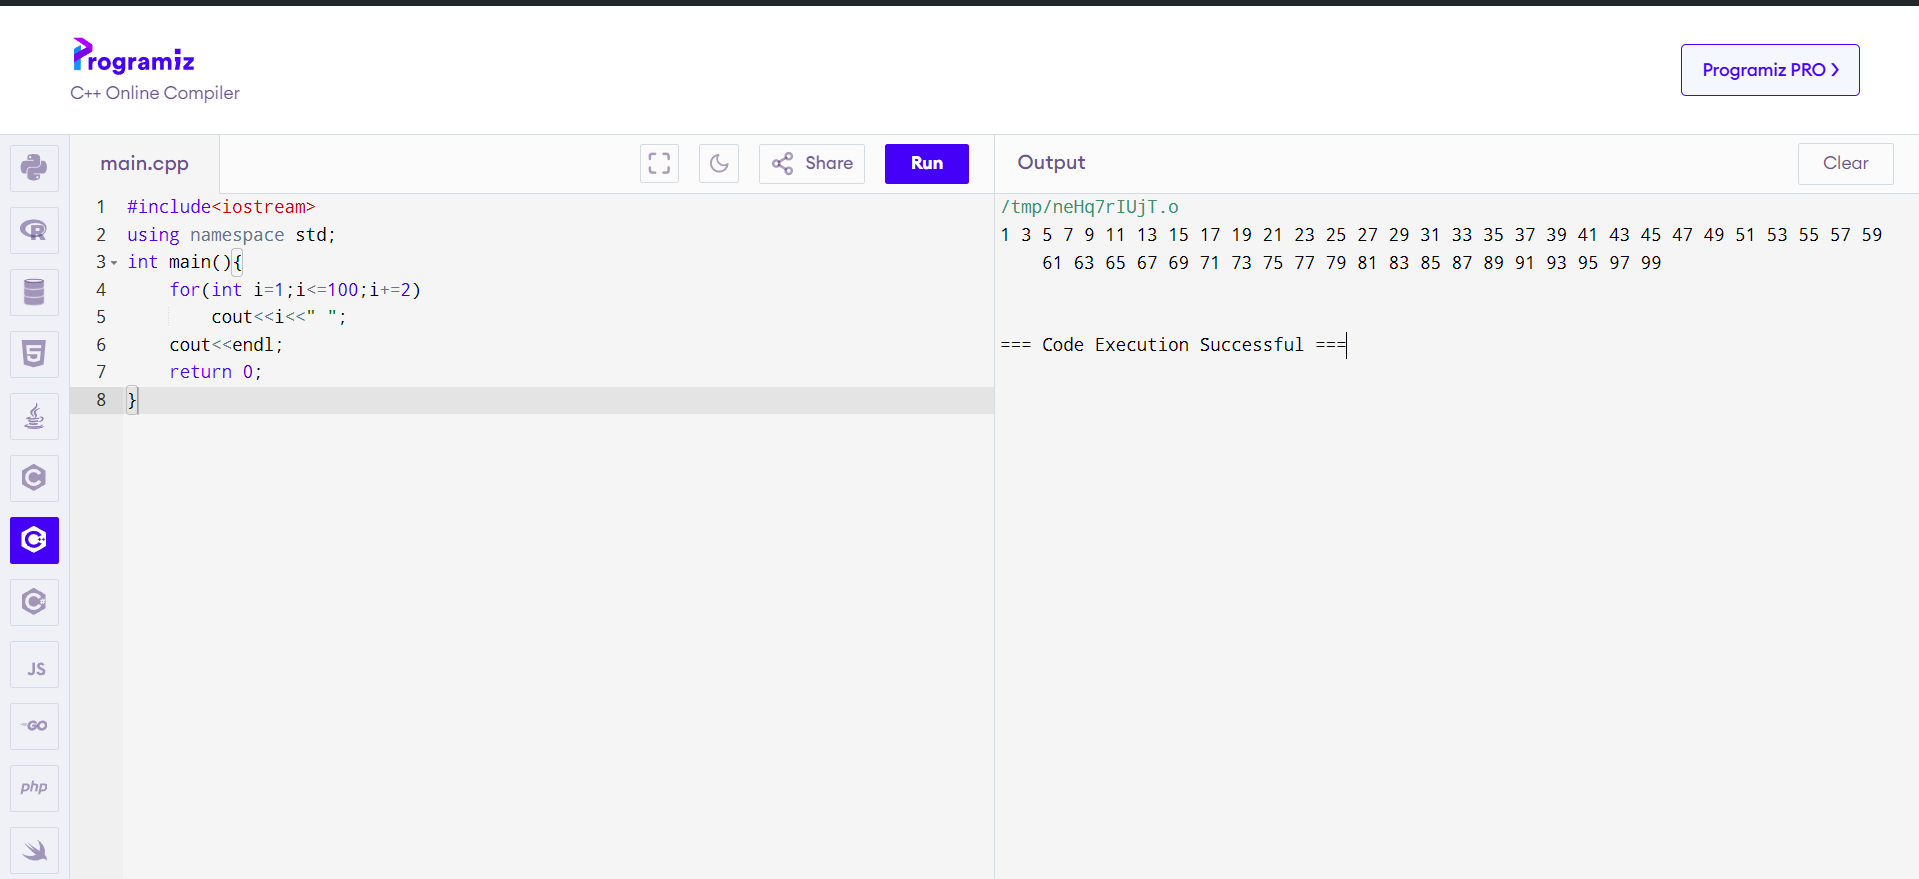 Programiz
C++ Online Compiler
Programiz PRO >
main.cpp
Share
Run
Output
Clear
1 #include<iostream>
2 using namespace std;
3 int main(){
4     for(int i=1;i<=100;i+=2)
5         cout<<i<<" ";
6     cout<<endl;
7     return 0;
8 }
/tmp/neHq7rIUjT.o
1 3 5 7 9 11 13 15 17 19 21 23 25 27 29 31 33 35 37 39 41 43 45 47 49 51 53 55 57 59
61 63 65 67 69 71 73 75 77 79 81 83 85 87 89 91 93 95 97 99
=== Code Execution Successful ===
R
5
C
C++
C#
JS
GO
php